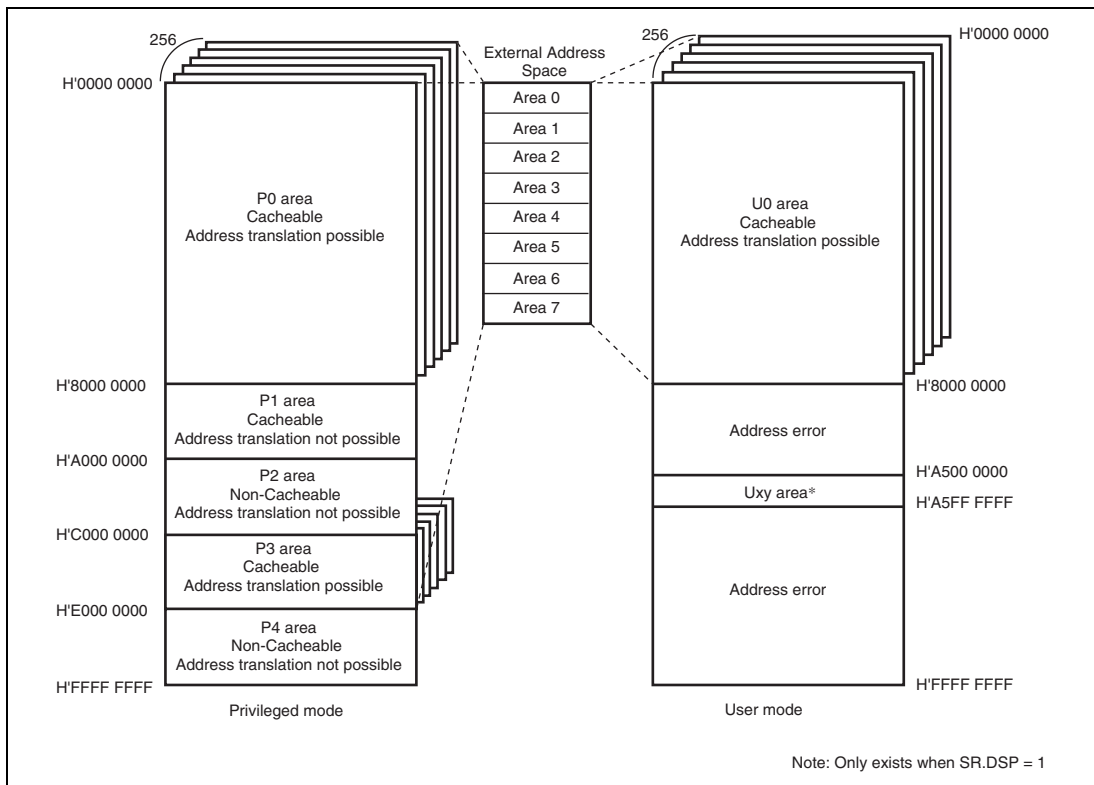 256
H'0000 0000
P0 area
Cacheable
Address translation possible
H'8000 0000
P1 area
Cacheable
Address translation not possible
H'A000 0000
P2 area
Non-Cacheable
Address translation not possible
H'C000 0000
P3 area
Cacheable
Address translation possible
H'E000 0000
P4 area
Non-Cacheable
Address translation not possible
H'FFFF FFFF
Privileged mode
External Address
Space
Area 0
Area 1
Area 2
Area 3
Area 4
Area 5
Area 6
Area 7
256
H'0000 0000
U0 area
Cacheable
Address translation possible
H'8000 0000
Address error
H'A500 0000
Uxy area*
H'A5FF FFFF
Address error
H'FFFF FFFF
User mode
Note: Only exists when SR.DSP = 1